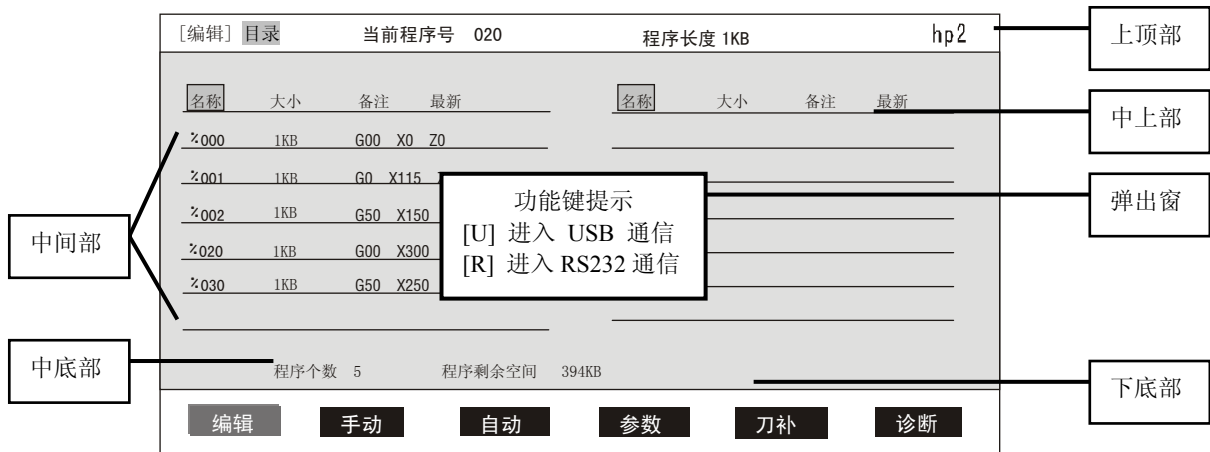 [编辑] 目录 当前程序号 020 程序长度 1KB hp2
上顶部
名称 大小 备注 最新 名称 大小 备注 最新
中上部
%000 1KB G00 X0 Z0
%001 1KB G0 X115
弹出窗
功能键提示
[U] 进入 USB 通信
[R] 进入 RS232 通信
%002 1KB G50 X150
中间部
%020 1KB G00 X300
%030 1KB G50 X250
中底部
程序个数 5 程序剩余空间 394KB
下底部
编辑 手动 自动 参数 刀补 诊断